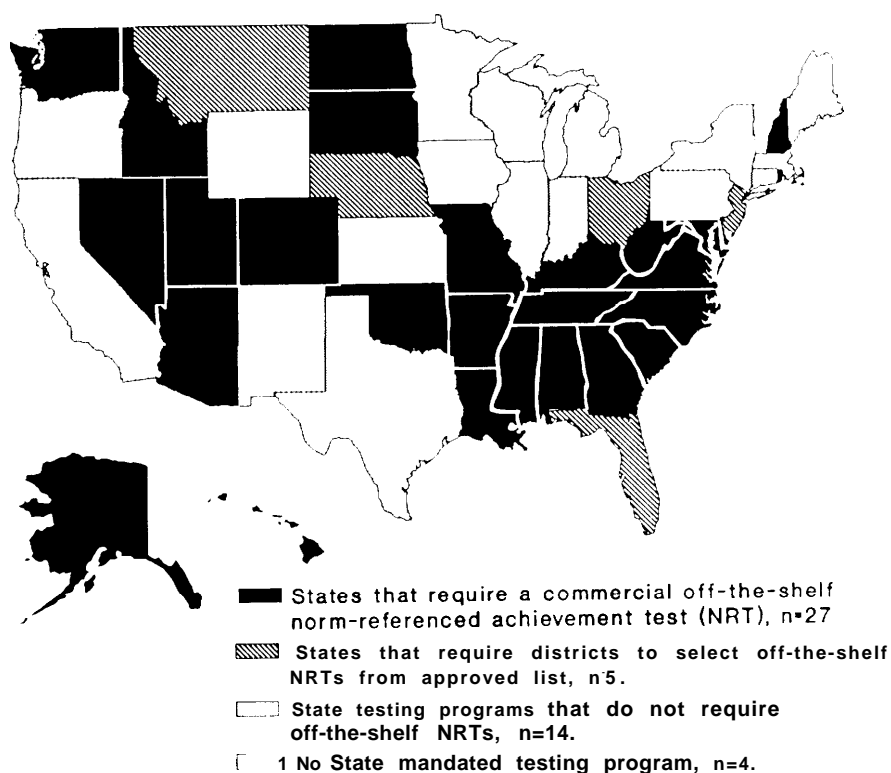 States that require a commercial off-the-shelf
norm-referenced achievement test (NRT), n=27
States that require districts to select off-the-shelf
NRTs from approved list, n 5.
State testing programs that do not require
off-the-shelf NRTs, n=14.
1 No State mandated testing program, n=4.